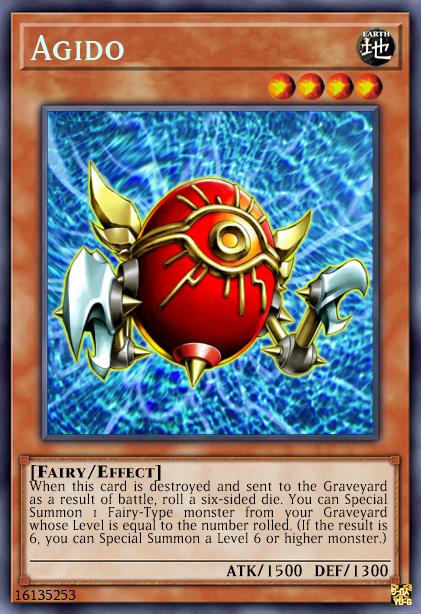 AGIDO
EARTH
地
[FAIRY/EFFECT]
When this card is destroyed and sent to the Graveyard
as a result of battle, roll a six-sided die. You can Special
Summon 1 Fairy-Type monster from your Graveyard
whose Level is equal to the number rolled. (If the result is
6, you can Special Summon a Level 6 or higher monster.)
ATK/1500 DEF/1300
16135253